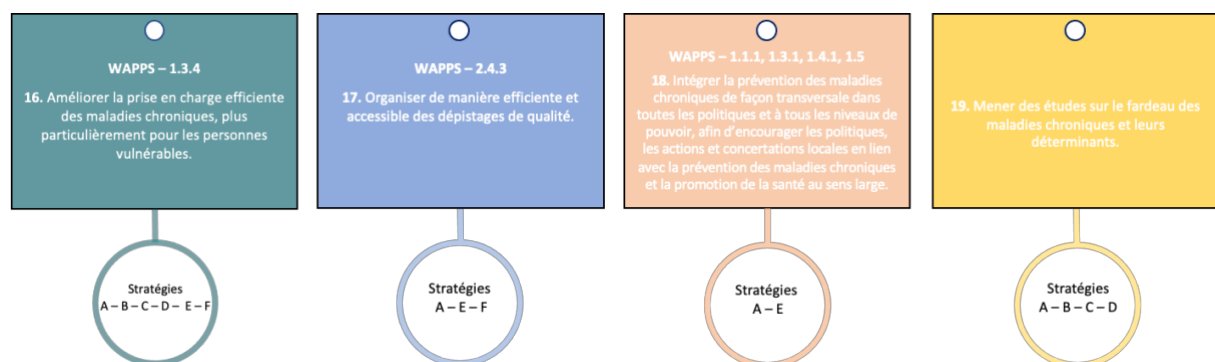 WAPPS – 1.3.4
16. Améliorer la prise en charge efficiente
des maladies chroniques, plus
particulièrement pour les personnes
vulnérables.
Stratégies
A – B – C – D – E – F
WAPPS – 2.4.3
17. Organiser de manière efficiente et
accessible des dépistages de qualité.
Stratégies
A – E – F
WAPPS – 1.1.1, 1.3.1, 1.4.1, 1.5
18. Intégrer la prévention des maladies
chroniques de façon transversale dans
toutes les politiques et à tous les niveaux de
pouvoir, afin d’encourager les politiques,
les actions et concertations locales en lien
avec la prévention des maladies chroniques
et la promotion de la santé au sens large.
Stratégies
A – E
19. Mener des études sur le fardeau des
maladies chroniques et leurs
déterminants.
Stratégies
A – B – C – D